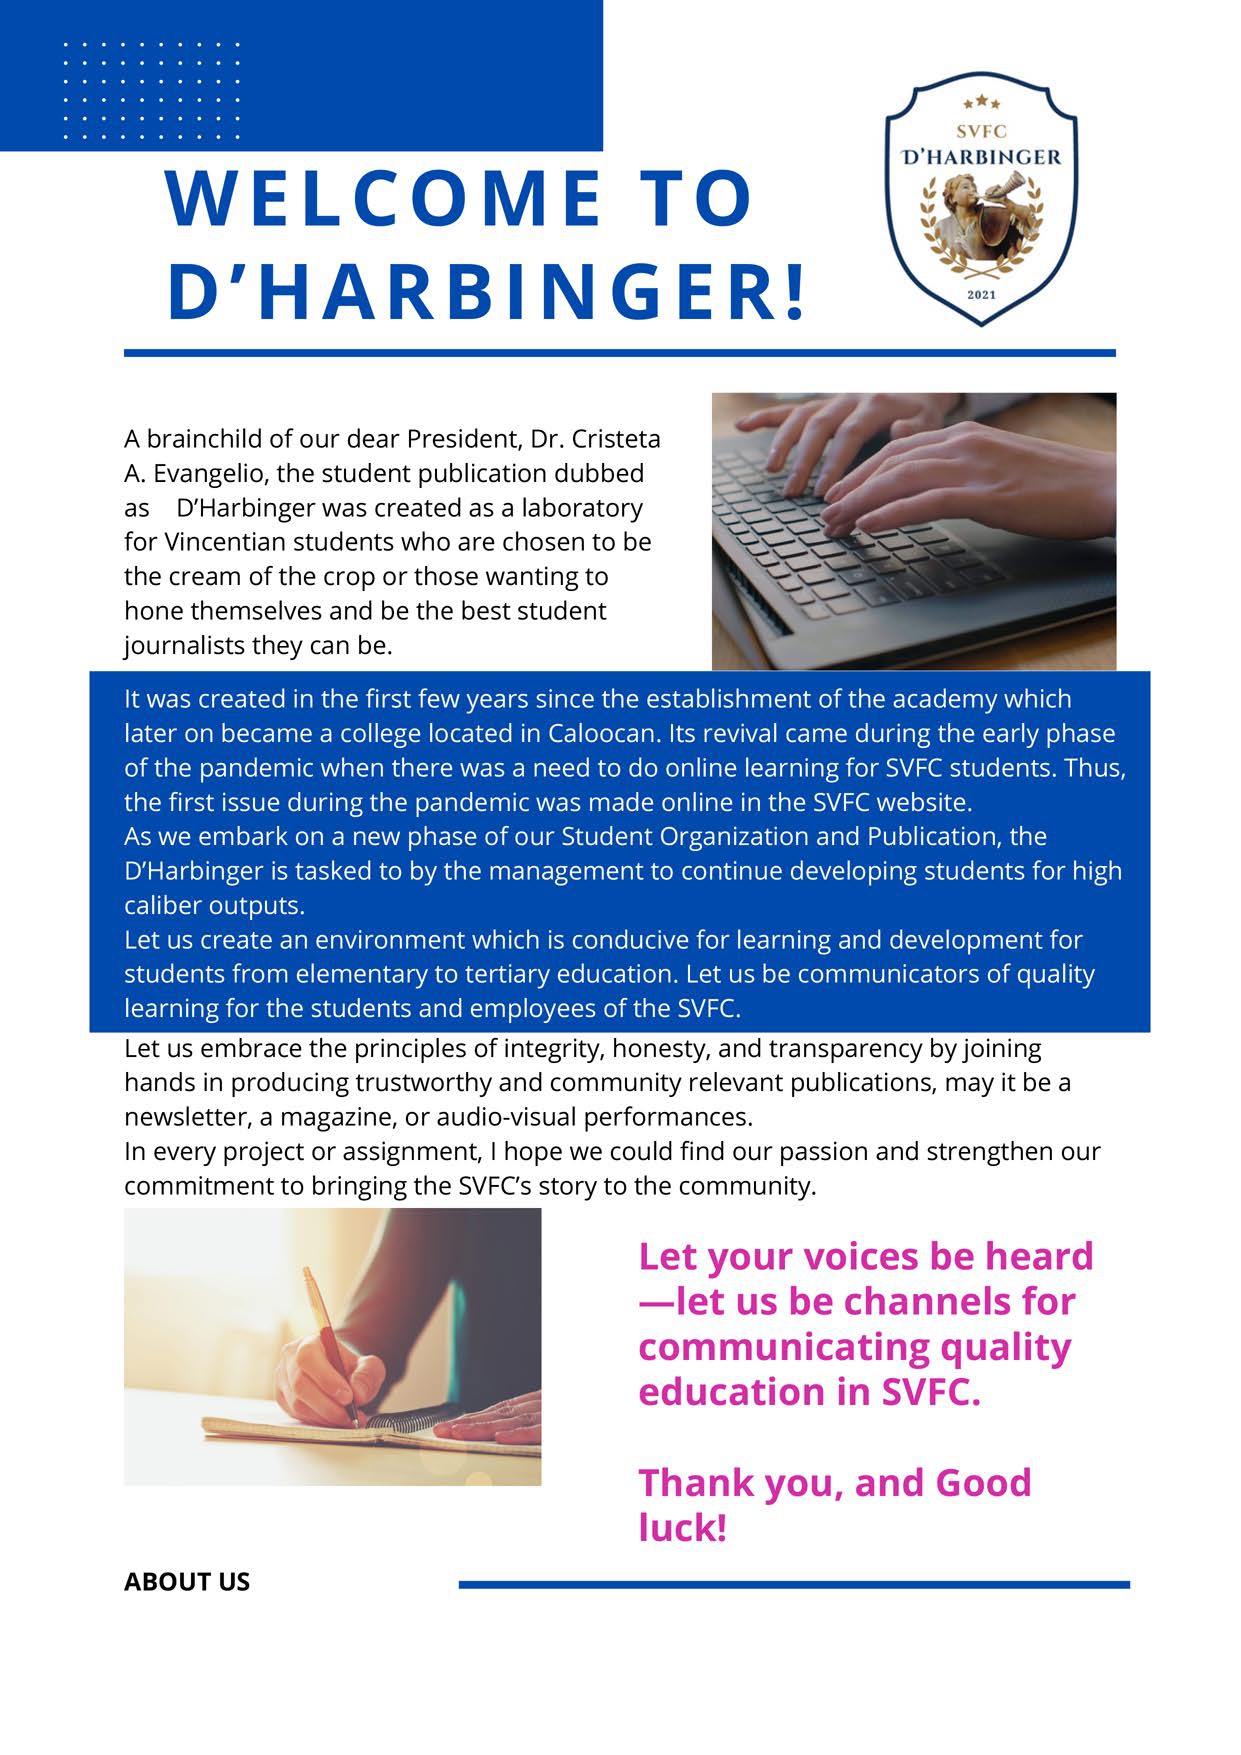 SVFC
D’HARBINGER
2021
WELCOME TO
D’HARBINGER!
A brainchild of our dear President, Dr. Cristeta
A. Evangelio, the student publication dubbed
as    D’Harbinger was created as a laboratory
for Vincentian students who are chosen to be
the cream of the crop or those wanting to
hone themselves and be the best student
journalists they can be.
It was created in the first few years since the establishment of the academy which
later on became a college located in Caloocan. Its revival came during the early phase
of the pandemic when there was a need to do online learning for SVFC students. Thus,
the first issue during the pandemic was made online in the SVFC website.
As we embark on a new phase of our Student Organization and Publication, the
D’Harbinger is tasked to by the management to continue developing students for high
caliber outputs.
Let us create an environment which is conducive for learning and development for
students from elementary to tertiary education. Let us be communicators of quality
learning for the students and employees of the SVFC.
Let us embrace the principles of integrity, honesty, and transparency by joining
hands in producing trustworthy and community relevant publications, may it be a
newsletter, a magazine, or audio-visual performances.
In every project or assignment, I hope we could find our passion and strengthen our
commitment to bringing the SVFC’s story to the community.
Let your voices be heard
—let us be channels for
communicating quality
education in SVFC.
Thank you, and Good
luck!
ABOUT US